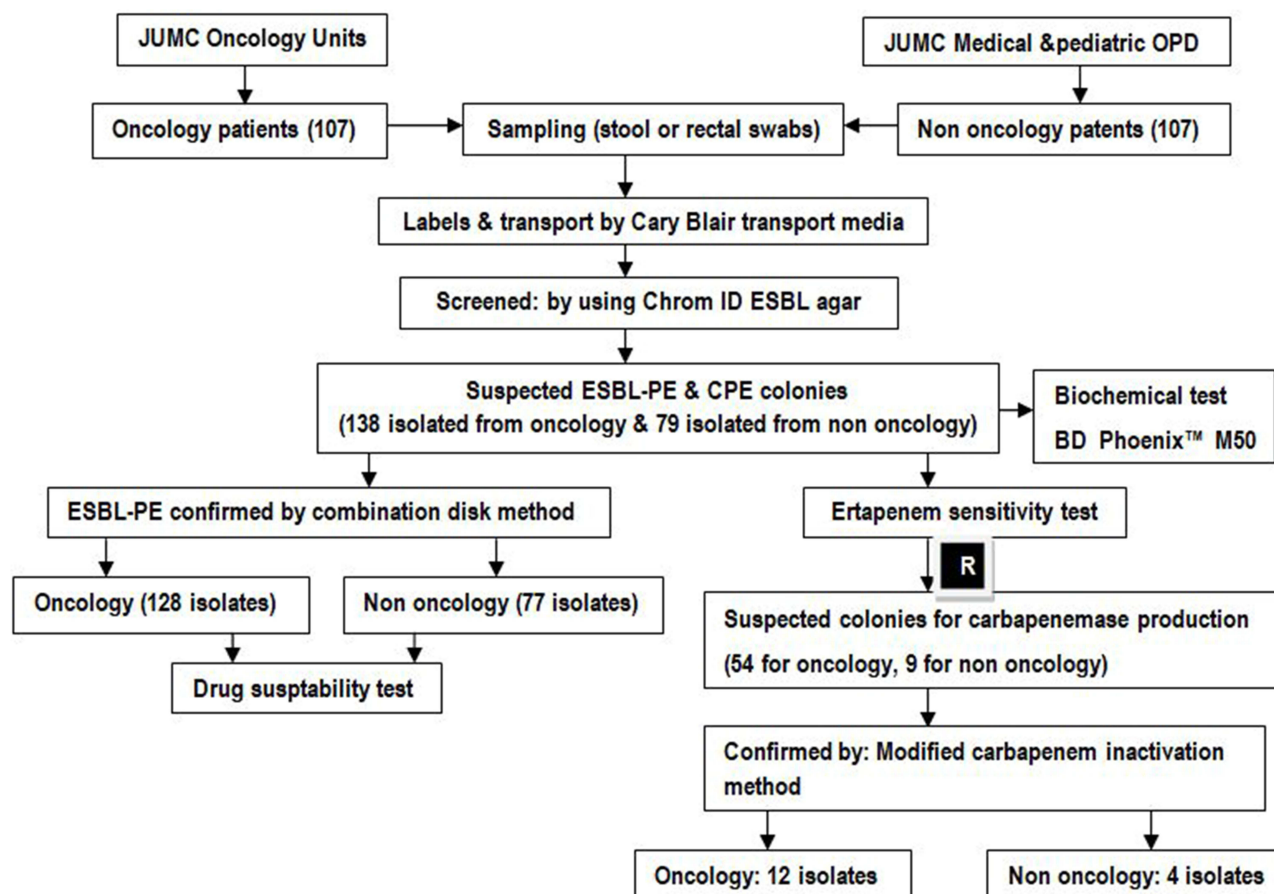 JUMC Oncology Units
JUMC Medical &pediatric OPD
Oncology patients (107)
Sampling (stool or rectal swabs)
Non oncology patents (107)
Labels & transport by Cary Blair transport media
Screened: by using Chrom ID ESBL agar
Suspected ESBL-PE & CPE colonies
(138 isolated from oncology & 79 isolated from non oncology)
Biochemical test
BD Phoenix™ M50
ESBL-PE confirmed by combination disk method
Ertapenem sensitivity test
R
Oncology (128 isolates)
Non oncology (77 isolates)
Suspected colonies for carbapenemase production
(54 for oncology, 9 for non oncology)
Drug susptability test
Confirmed by: Modified carbapenem inactivation
method
Oncology: 12 isolates
Non oncology: 4 isolates